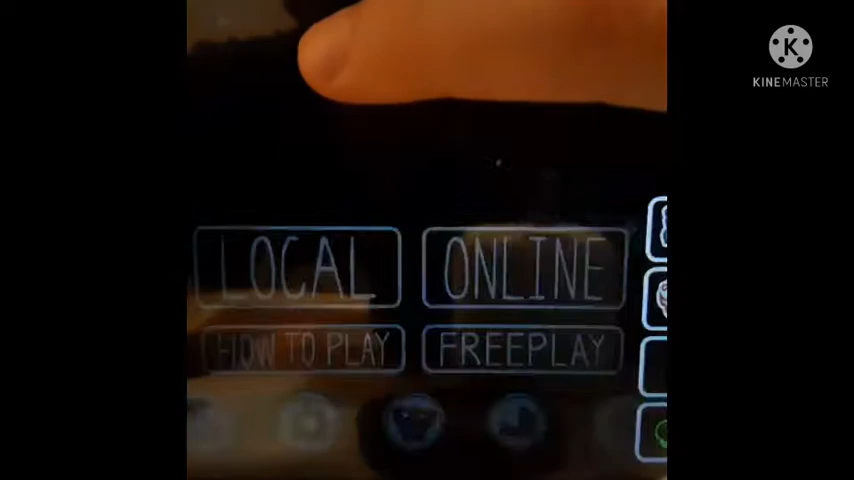 KINEMASTER
LOCAL
ONLINE
HOW TO PLAY
FREEPLAY